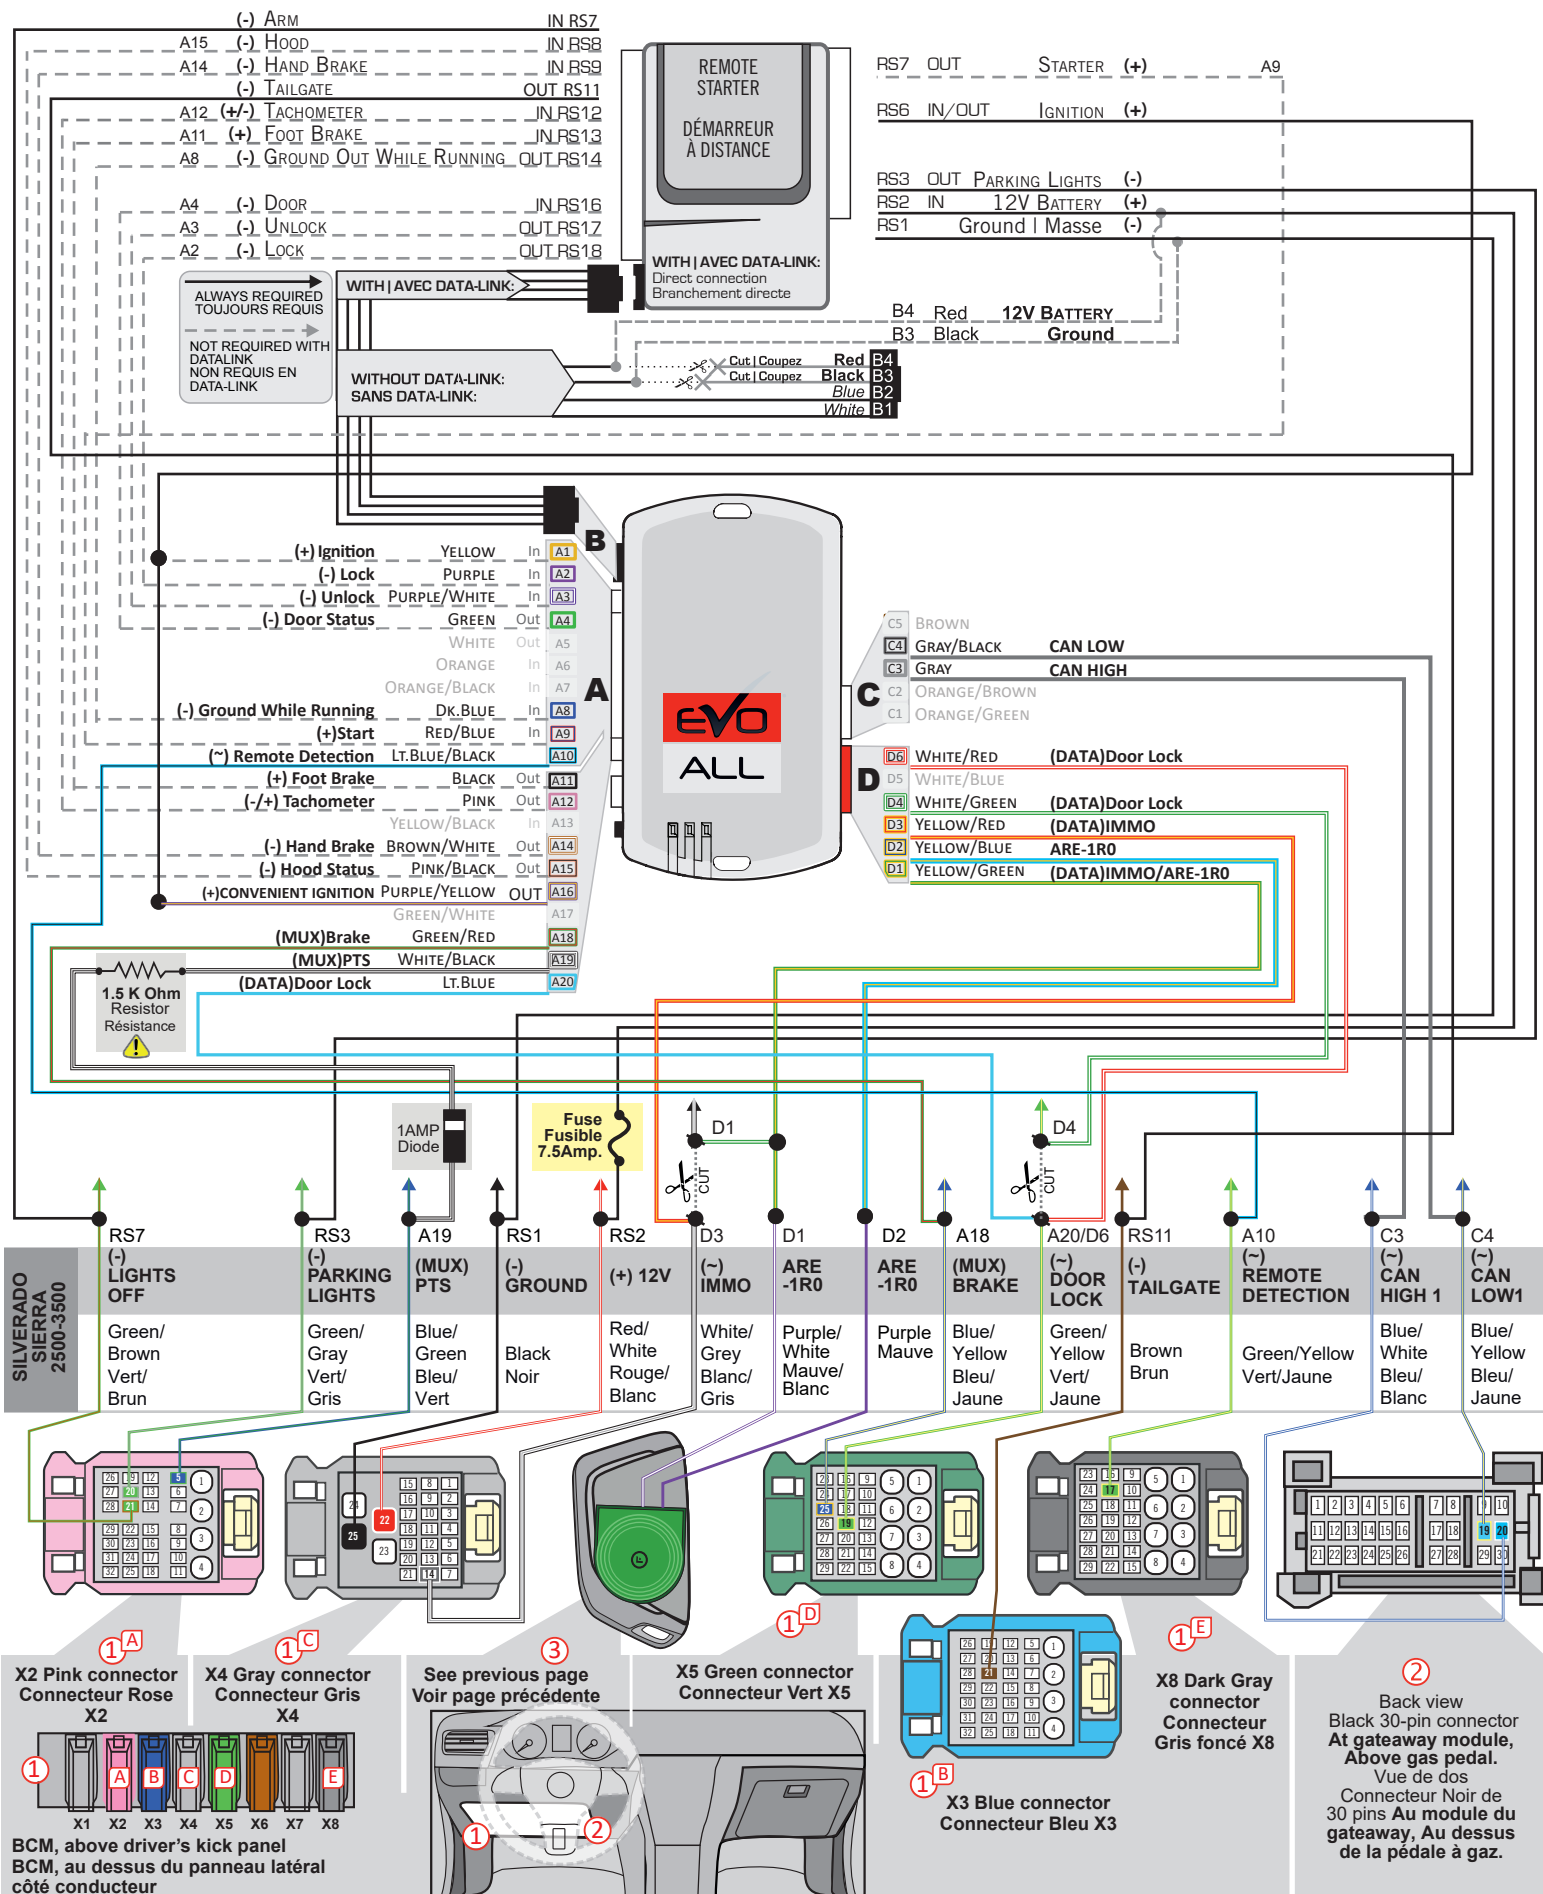 (-) ARM IN RS7
A15 (-) HOOD IN RS8
A14 (-) HAND BRAKE IN RS9
(-) TAILGATE OUT RS11
A12 (+/-) TACHOMETER IN RS12
A11 (+) FOOT BRAKE IN RS13
A8 (-) GROUND OUT WHILE RUNNING OUT RS14
A4 (-) DOOR IN RS16
A3 (-) UNLOCK OUT RS17
A2 (-) LOCK OUT RS18
REMOTE
STARTER
DÉMARREUR
À DISTANCE
WITH | AVEC DATA-LINK:
Direct connection
Branchement directe
RS7 OUT STARTER (+) A9
RS6 IN/OUT IGNITION (+)
RS3 OUT PARKING LIGHTS (-)
RS2 IN 12V BATTERY (+)
RS1 Ground | Masse (-)
ALWAYS REQUIRED
TOUJOURS REQUIS
NOT REQUIRED WITH
DATALINK
NON REQUIS EN
DATA-LINK
WITH | AVEC DATA-LINK:
WITHOUT DATA-LINK:
SANS DATA-LINK:
B4 Red 12V BATTERY
B3 Black Ground
Cut | Coupez Red B4
Cut | Coupez Black B3
Blue B2
White B1
B
A
C
D
EVO
ALL
(+) Ignition YELLOW In A1
(-) Lock PURPLE In A2
(-) Unlock PURPLE/WHITE In A3
(-) Door Status GREEN Out A4
WHITE Out A5
ORANGE In A6
ORANGE/BLACK In A7
(-) Ground While Running DK.BLUE In A8
(+)Start RED/BLUE In A9
(~) Remote Detection LT.BLUE/BLACK A10
(+) Foot Brake BLACK Out A11
(-/+) Tachometer PINK Out A12
YELLOW/BLACK In A13
(-) Hand Brake BROWN/WHITE Out A14
(-) Hood Status PINK/BLACK Out A15
(+)CONVENIENT IGNITION PURPLE/YELLOW OUT A16
GREEN/WHITE A17
(MUX)Brake GREEN/RED A18
(MUX)PTS WHITE/BLACK A19
(DATA)Door Lock LT.BLUE A20
C5 BROWN
C4 GRAY/BLACK CAN LOW
C3 GRAY CAN HIGH
C2 ORANGE/BROWN
C1 ORANGE/GREEN
D6 WHITE/RED (DATA)Door Lock
D5 WHITE/BLUE
D4 WHITE/GREEN (DATA)Door Lock
D3 YELLOW/RED (DATA)IMMO
D2 YELLOW/BLUE ARE-1R0
D1 YELLOW/GREEN (DATA)IMMO/ARE-1R0
1.5 K Ohm
Resistor
Résistance
1AMP
Diode
Fuse
Fusible
7.5Amp.
D1
CUT
D4
CUT
RS7 RS3 A19 RS1 RS2 D3 D1 D2 A18 A20/D6 RS11 A10 C3 C4
SILVERADO
SIERRA
2500-3500
(-)
LIGHTS
OFF
Green/
Brown
Vert/
Brun
(-)
PARKING
LIGHTS
Green/
Gray
Vert/
Gris
(MUX)
PTS
Blue/
Green
Bleu/
Vert
(-)
GROUND
Black
Noir
(+) 12V
Red/
White
Rouge/
Blanc
(~)
IMMO
White/
Grey
Blanc/
Gris
ARE
-1R0
Purple/
White
Mauve/
Blanc
ARE
-1R0
Purple
Mauve
(MUX)
BRAKE
Blue/
Yellow
Bleu/
Jaune
(~)
DOOR
LOCK
Green/
Yellow
Vert/
Jaune
(-)
TAILGATE
Brown
Brun
(~)
REMOTE
DETECTION
Green/Yellow
Vert/Jaune
(~)
CAN
HIGH 1
Blue/
White
Bleu/
Blanc
(~)
CAN
LOW1
Blue/
Yellow
Bleu/
Jaune
1 A
X2 Pink connector
Connecteur Rose
X2
1 C
X4 Gray connector
Connecteur Gris
X4
3
See previous page
Voir page précédente
1 D
X5 Green connector
Connecteur Vert X5
1 B
X3 Blue connector
Connecteur Bleu X3
1 E
X8 Dark Gray
connector
Connecteur
Gris foncé X8
2
Back view
Black 30-pin connector
At gateaway module,
Above gas pedal.
Vue de dos
Connecteur Noir de
30 pins Au module du
gateaway, Au dessus
de la pédale à gaz.
1
A B C D E
X1 X2 X3 X4 X5 X6 X7 X8
BCM, above driver's kick panel
BCM, au dessus du panneau latéral
côté conducteur
1
2